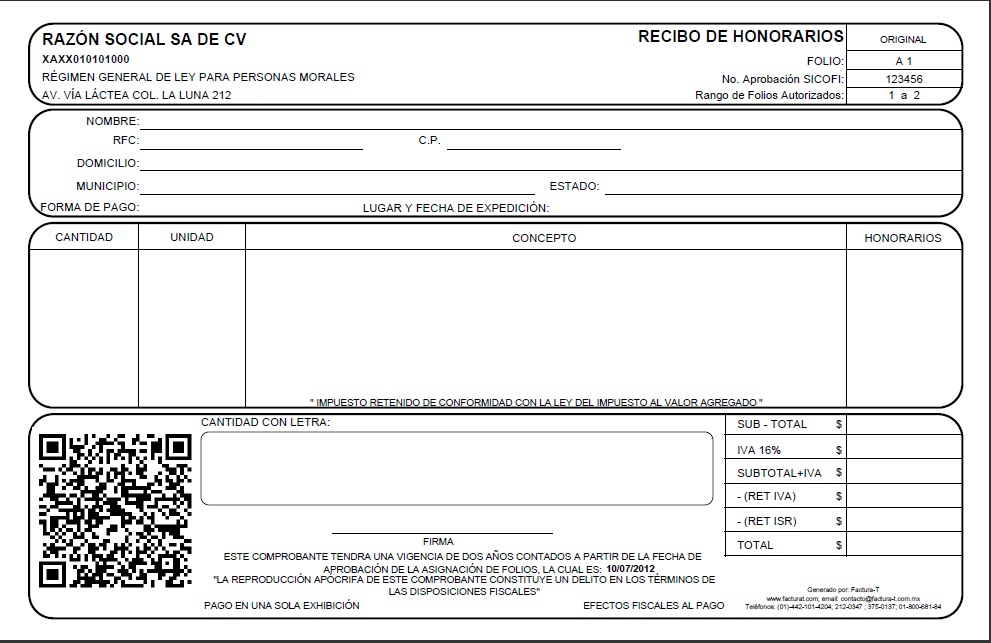 RAZÓN SOCIAL SA DE CV
XAXX010101000
RÉGIMEN GENERAL DE LEY PARA PERSONAS MORALES
AV. VÍA LÁCTEA COL. LA LUNA 212
RECIBO DE HONORARIOS ORIGINAL
FOLIO: A 1
No. Aprobación SICOFI: 123456
Rango de Folios Autorizados: 1 a 2
NOMBRE:
RFC: C.P.
DOMICILIO:
MUNICIPIO: ESTADO:
FORMA DE PAGO: LUGAR Y FECHA DE EXPEDICIÓN:
CANTIDAD UNIDAD CONCEPTO HONORARIOS
" IMPUESTO RETENIDO DE CONFORMIDAD CON LA LEY DEL IMPUESTO AL VALOR AGREGADO "
CANTIDAD CON LETRA:
SUB - TOTAL $
IVA 16% $
SUBTOTAL+IVA $
- (RET IVA) $
- (RET ISR) $
TOTAL $
FIRMA
ESTE COMPROBANTE TENDRA UNA VIGENCIA DE DOS AÑOS CONTADOS A PARTIR DE LA FECHA DE
APROBACIÓN DE LA ASIGNACIÓN DE FOLIOS, LA CUAL ES: 10/07/2012
"LA REPRODUCCIÓN APÓCRIFA DE ESTE COMPROBANTE CONSTITUYE UN DELITO EN LOS TÉRMINOS DE
LAS DISPOSICIONES FISCALES"
PAGO EN UNA SOLA EXHIBICIÓN EFECTOS FISCALES AL PAGO
Generado por: Factura-T
www.facturat.com; email: contacto@factura-t.com.mx
Teléfonos: (01)-442-101-4204; 212-0347 ; 375-0137; 01-800-681-84